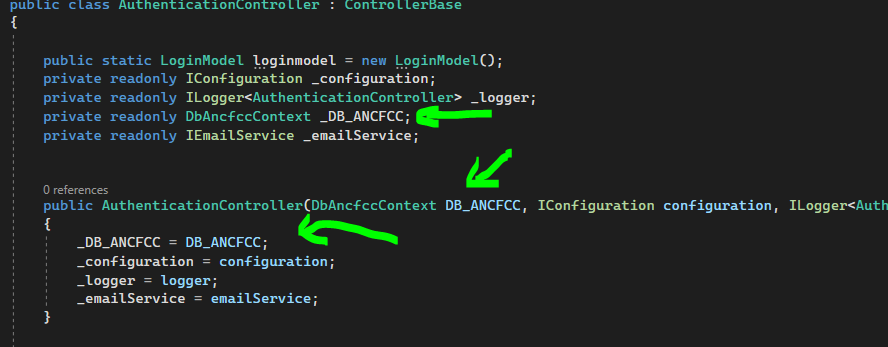 public class AuthenticationController : ControllerBase
{
public static LoginModel loginmodel = new LoginModel();
private readonly IConfiguration _configuration;
private readonly ILogger<AuthenticationController> _logger;
private readonly DbAncfccContext _DB_ANCFCC;
private readonly IEmailService _emailService;
0 references
public AuthenticationController(DbAncfccContext DB_ANCFCC, IConfiguration configuration, ILogger<Auth
{
_DB_ANCFCC = DB_ANCFCC;
_configuration = configuration;
_logger = logger;
_emailService = emailService;
}